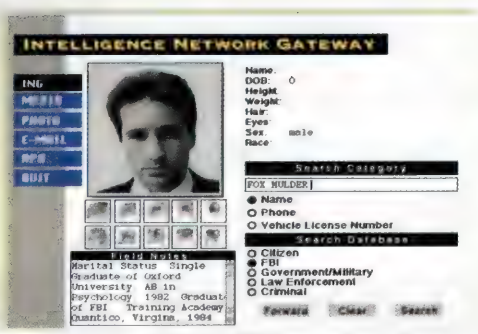 INTELLIGENCE NETWORK GATEWAY
ING
MEDIA
PHOTO
E-MAIL
QUIT
Name:
DOB: 0
Height
Weight:
Hair:
Eyes:
Sex: male
Race:
Search Category
FOX MULDER
Name
Phone
Vehicle License Number
Search Database
Citizen
FBI
Government/Military
Law Enforcement
Criminal
Forward Clear Search
Field Notes
Marital Status Single
Graduate of Oxford
University AB in
Psychology 1982 Graduat
of FBI Training Academy
Quantico, Virgina, 1984